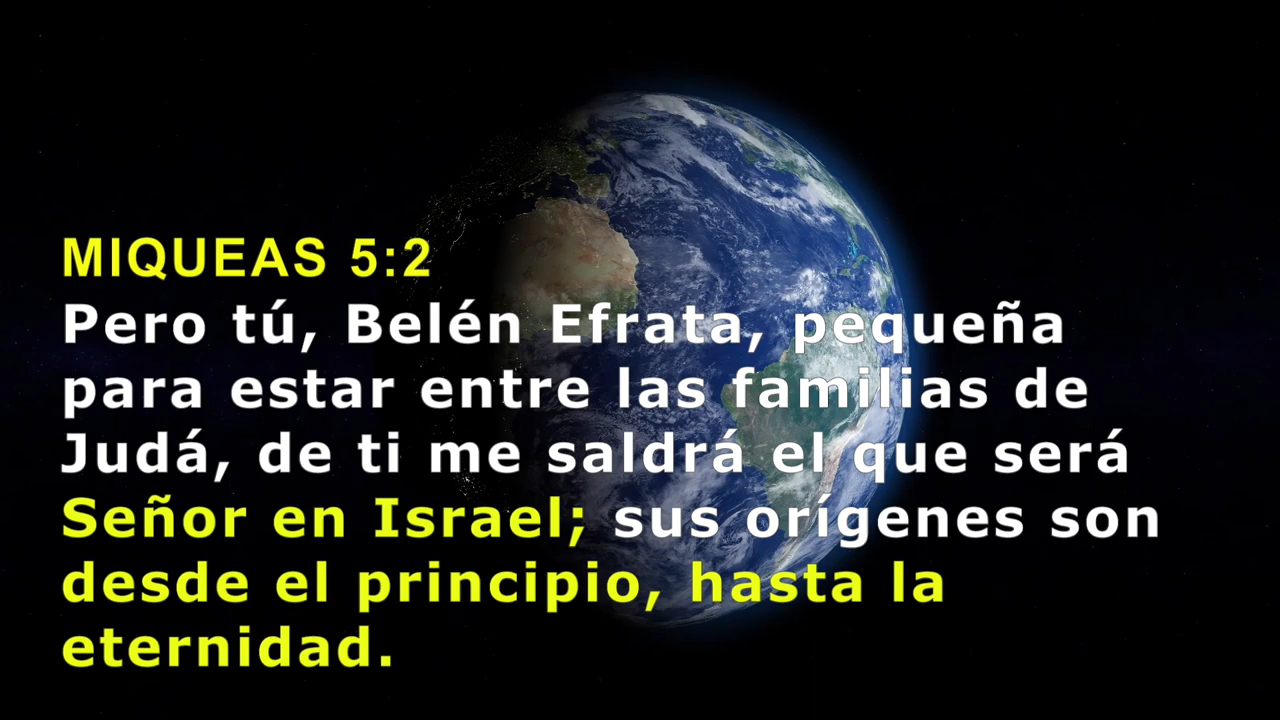 MIQUEAS 5:2
Pero tú, Belén Efrata, pequeña
para estar entre las familias de
Judá, de ti me saldrá el que será
Señor en Israel; sus orígenes son
desde el principio, hasta la
eternidad.